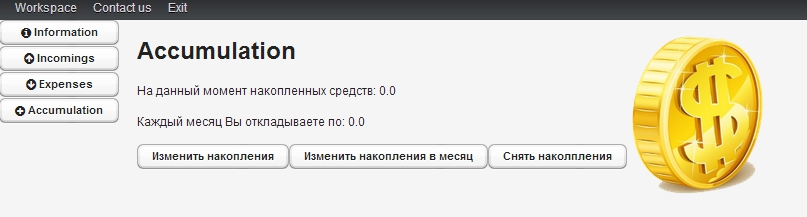 Workspace Contact us Exit
Information
Incomings
Expenses
Accumulation
Accumulation
На данный момент накопленных средств: 0.0
Каждый месяц Вы откладываете по: 0.0
Изменить накопления Изменить накопления в месяц Снять наколпления